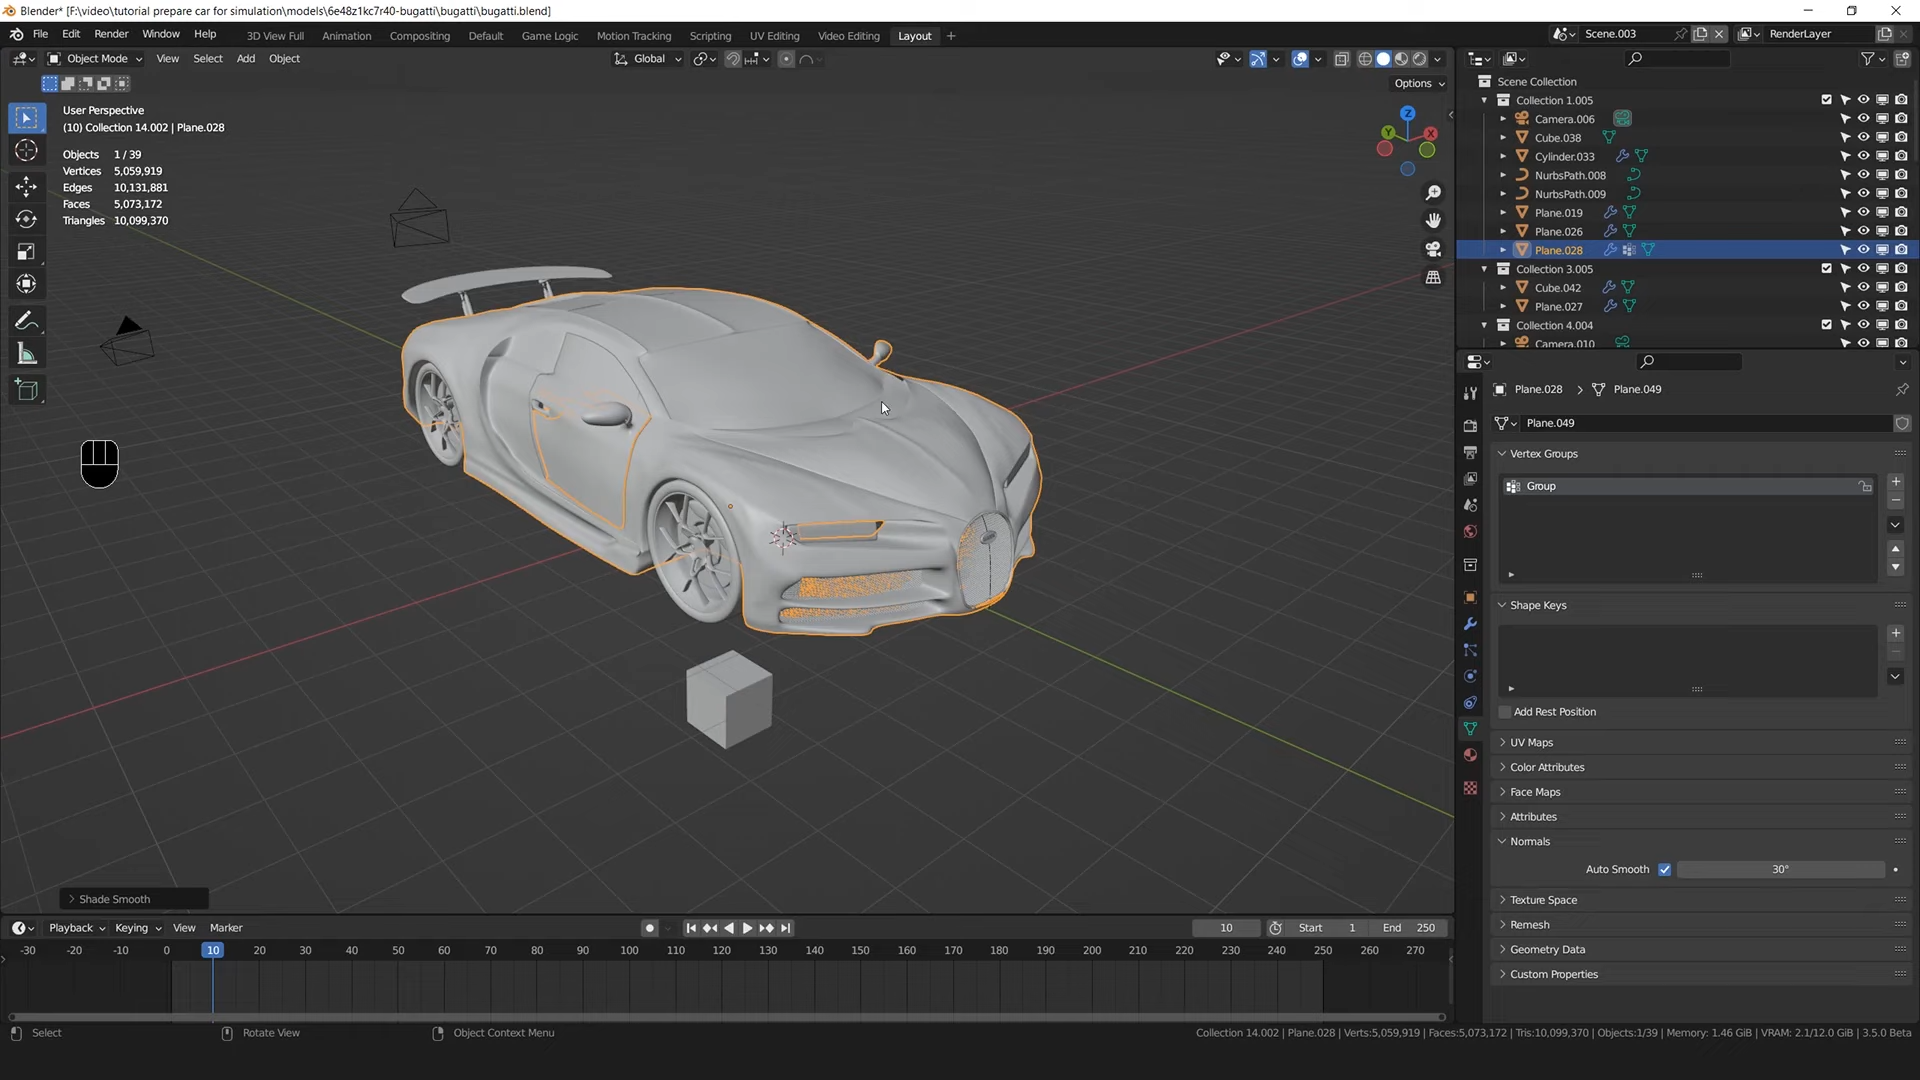 Blender* [F:\video\tutorial prepare car for simulation\models\6e48z1kc7r40-bugatti\bugatti\bugatti.blend]
File Edit Render Window Help 3D View Full Animation Compositing Default Game Logic Motion Tracking Scripting UV Editing Video Editing Layout +
Scene.003 RenderLayer
Object Mode View Select Add Object Global
Options
User Perspective
(10) Collection 14.002 | Plane.028
Objects 1 / 39
Vertices 5,059,919
Edges 10,131,881
Faces 5,073,172
Triangles 10,099,370
Z
Y
X
Scene Collection
Collection 1.005
Camera.006
Cube.038
Cylinder.033
NurbsPath.008
NurbsPath.009
Plane.019
Plane.026
Plane.028
Collection 3.005
Cube.042
Plane.027
Collection 4.004
Camera.010
Plane.028 > Plane.049
Plane.049
Vertex Groups
Group
Shape Keys
Add Rest Position
UV Maps
Color Attributes
Face Maps
Attributes
Normals
Auto Smooth 30°
Texture Space
Remesh
Geometry Data
Custom Properties
Shade Smooth
Playback Keying View Marker 10 Start 1 End 250
-30 -20 -10 0 10 20 30 40 50 60 70 80 90 100 110 120 130 140 150 160 170 180 190 200 210 220 230 240 250 260 270
Select Rotate View Object Context Menu
Collection 14.002 | Plane.028 | Verts:5,059,919 | Faces:5,073,172 | Tris:10,099,370 | Objects:1/39 | Memory: 1.46 GiB | VRAM: 2.1/12.0 GiB | 3.5.0 Beta